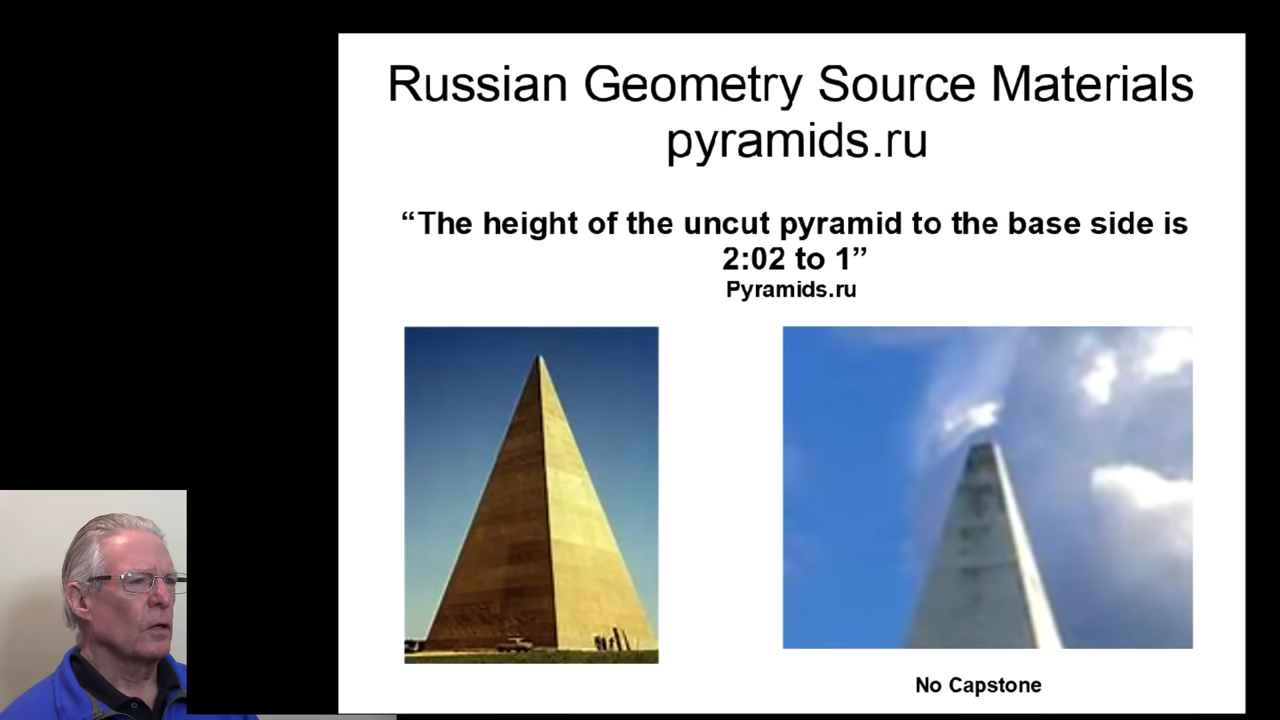 Russian Geometry Source Materials
pyramids.ru
“The height of the uncut pyramid to the base side is
2:02 to 1”
Pyramids.ru
No Capstone